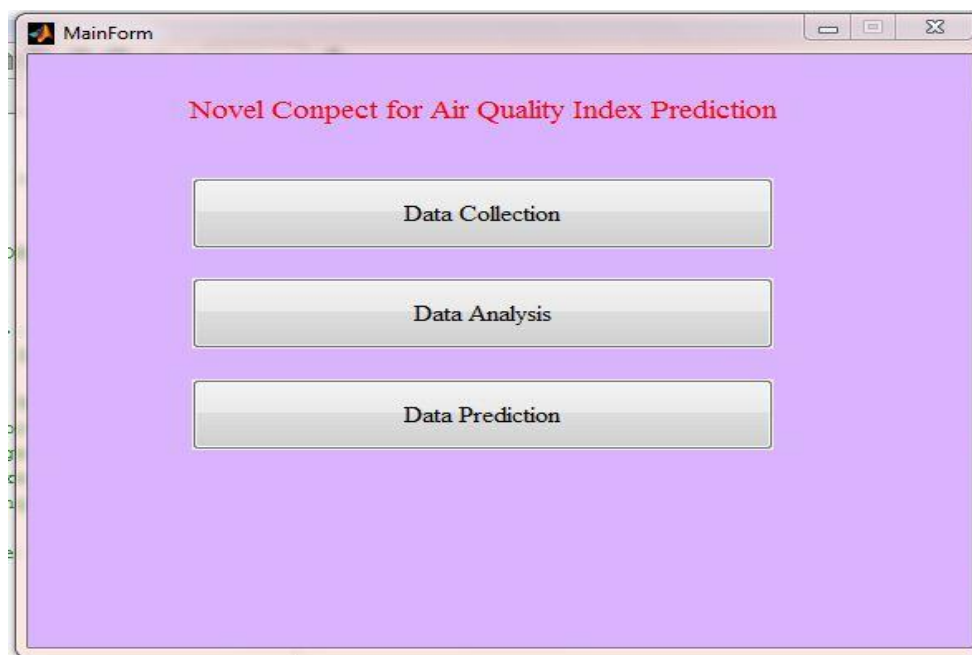 MainForm
Novel Conpect for Air Quality Index Prediction
Data Collection
Data Analysis
Data Prediction